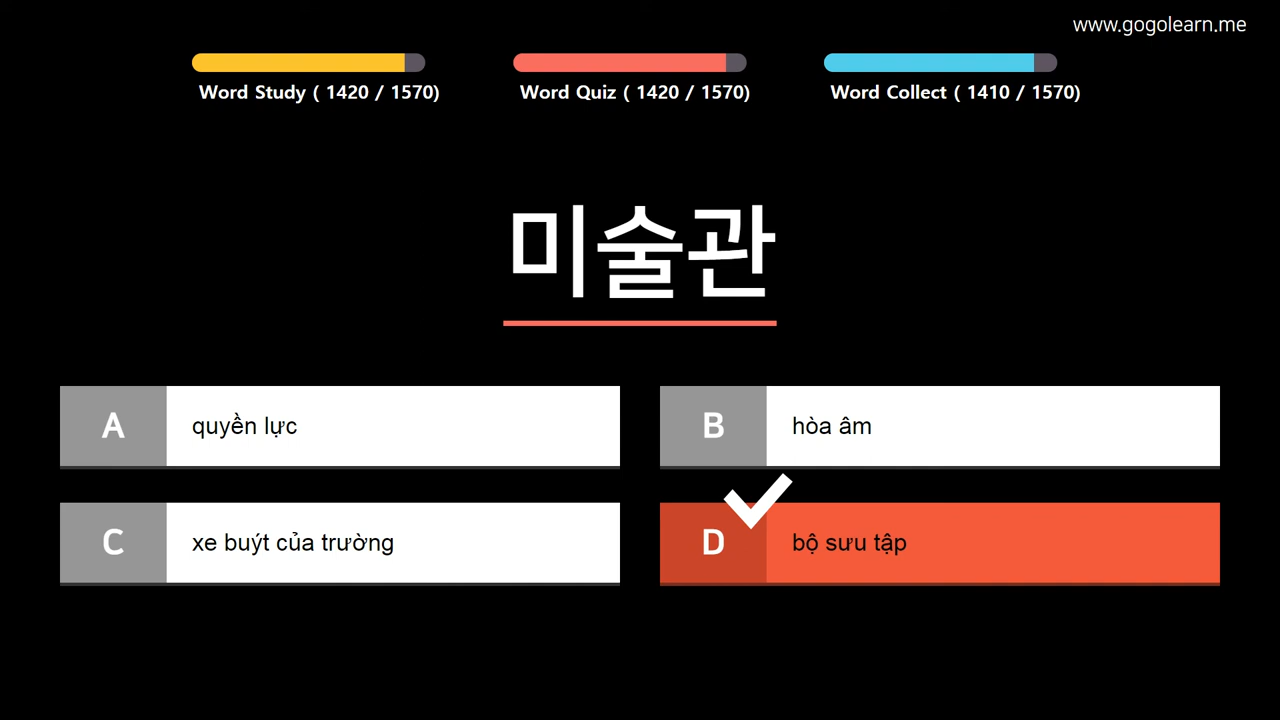 www.gogolearn.me
Word Study ( 1420 / 1570)
Word Quiz ( 1420 / 1570)
Word Collect ( 1410 / 1570)
미술관
A quyền lực
B hòa âm
C xe buýt của trường
D bộ sưu tập